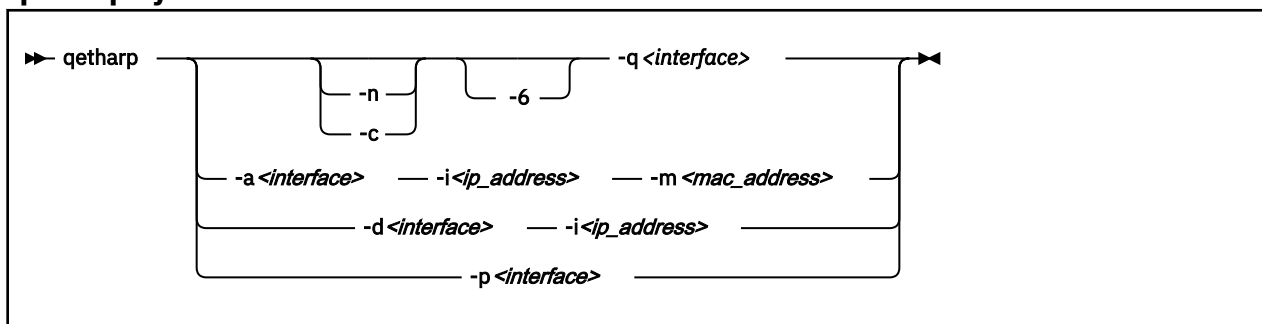 qetharp -q<interface>
-n -6
-c
-a<interface> -i<ip_address> -m<mac_address>
-d<interface> -i<ip_address>
-p<interface>